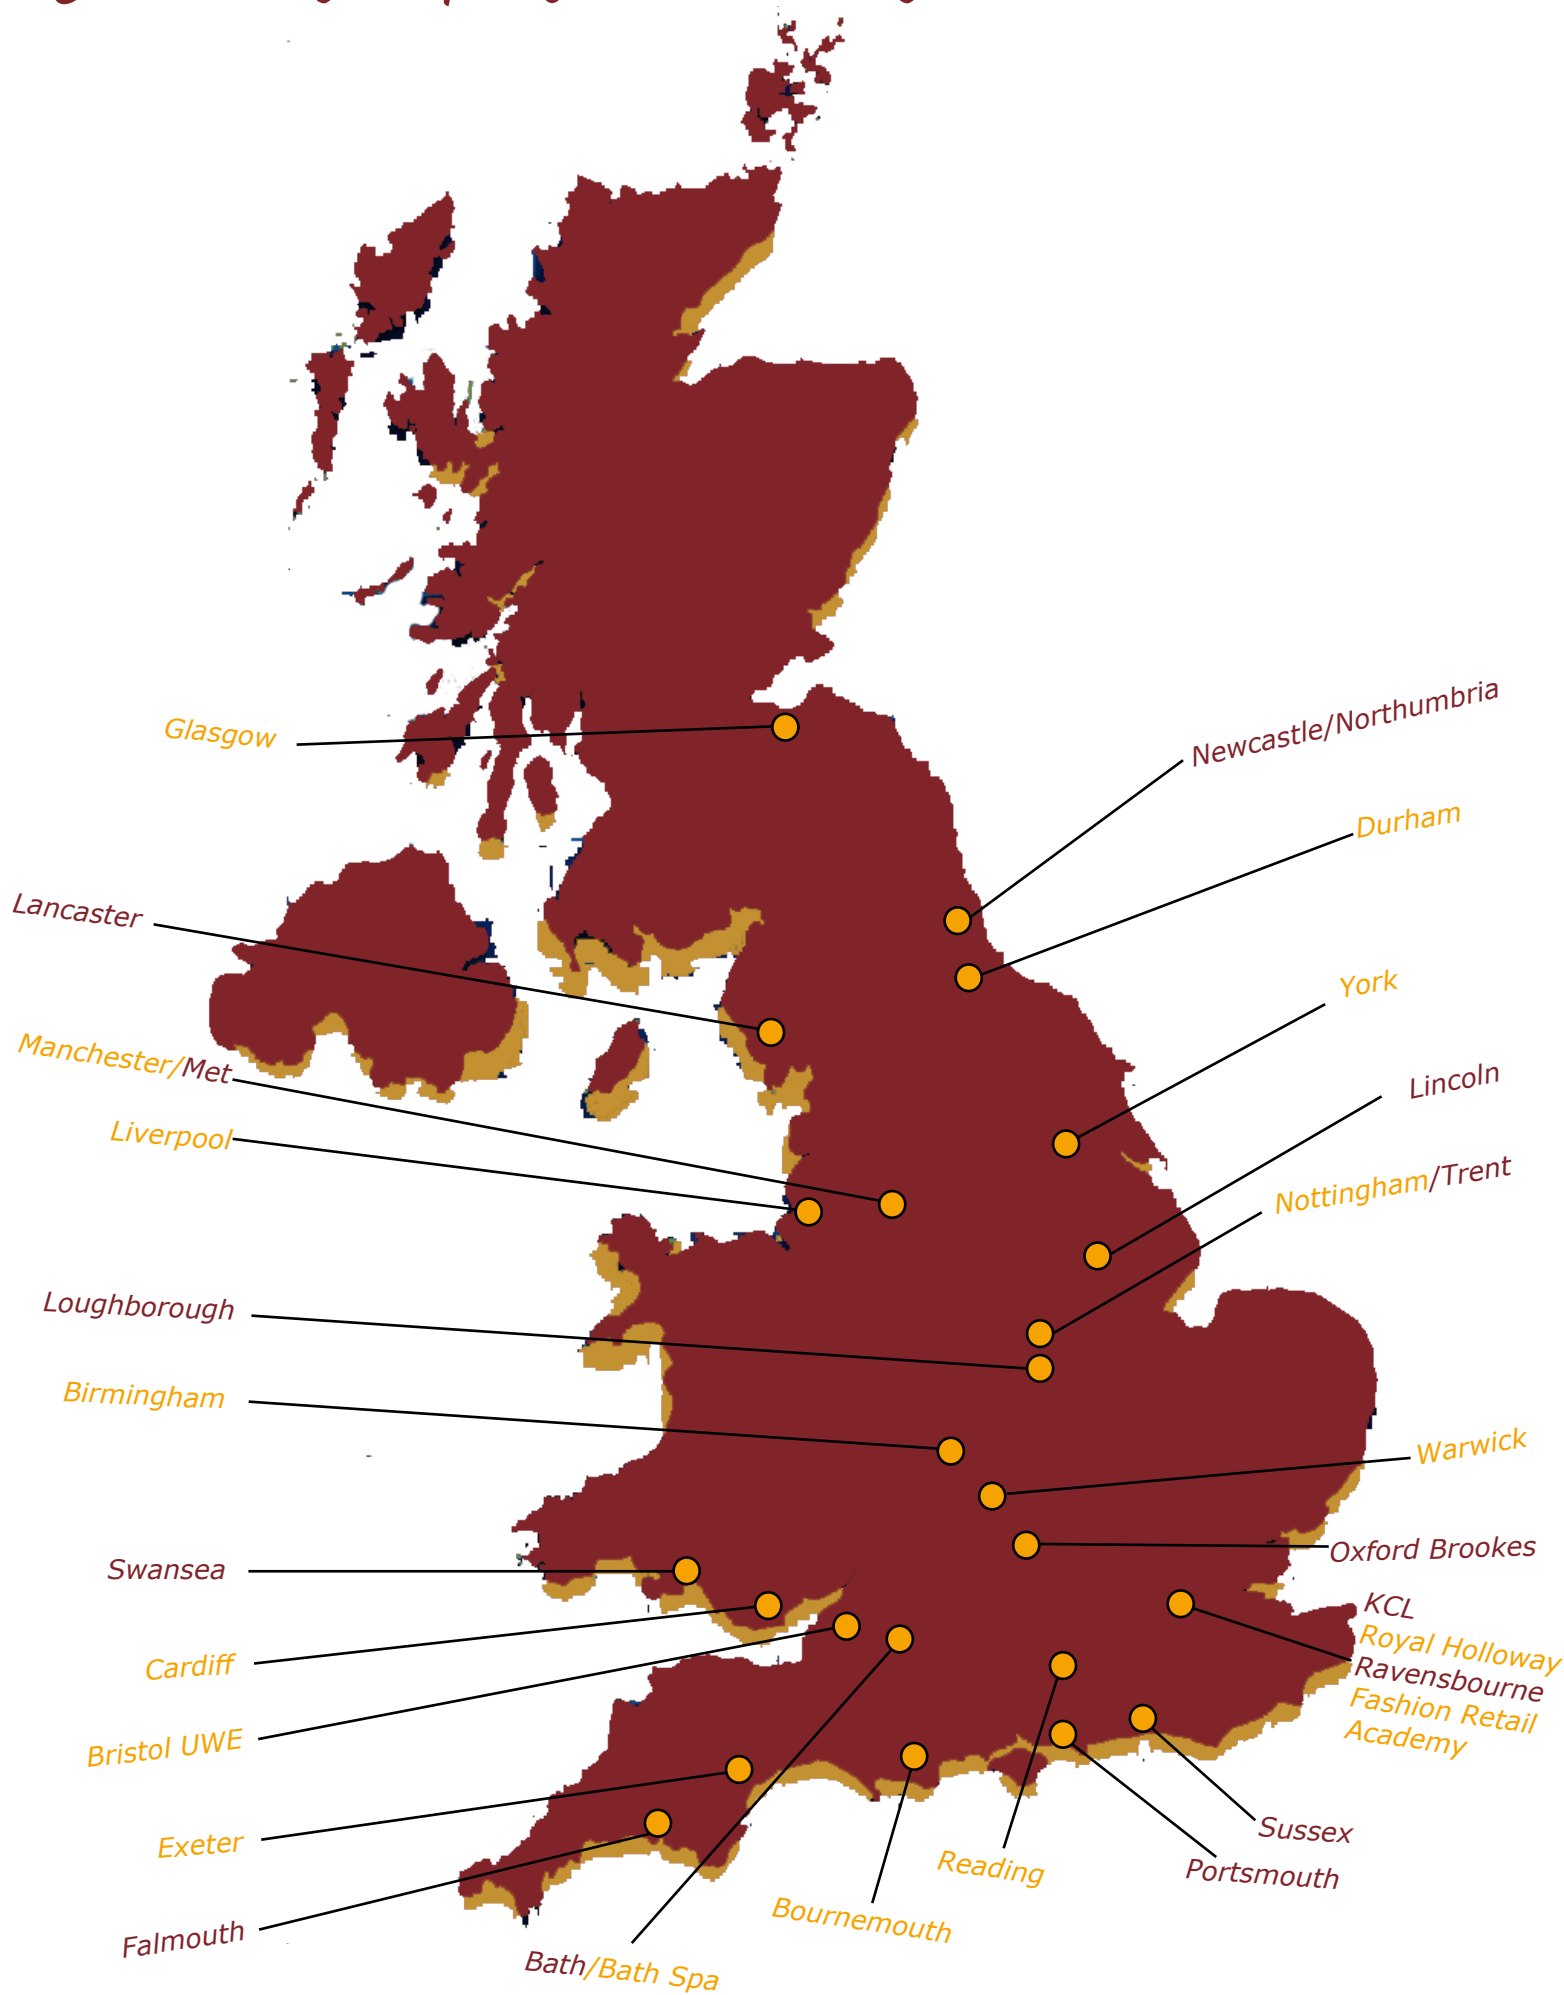 Glasgow
Newcastle/Northumbria
Durham
Lancaster
York
Manchester/Met
Lincoln
Liverpool
Nottingham/Trent
Loughborough
Birmingham
Warwick
Swansea
Oxford Brookes
KCL
Royal Holloway
Ravensbourne
Fashion Retail
Academy
Cardiff
Bristol UWE
Exeter
Sussex
Reading
Portsmouth
Falmouth
Bournemouth
Bath/Bath Spa